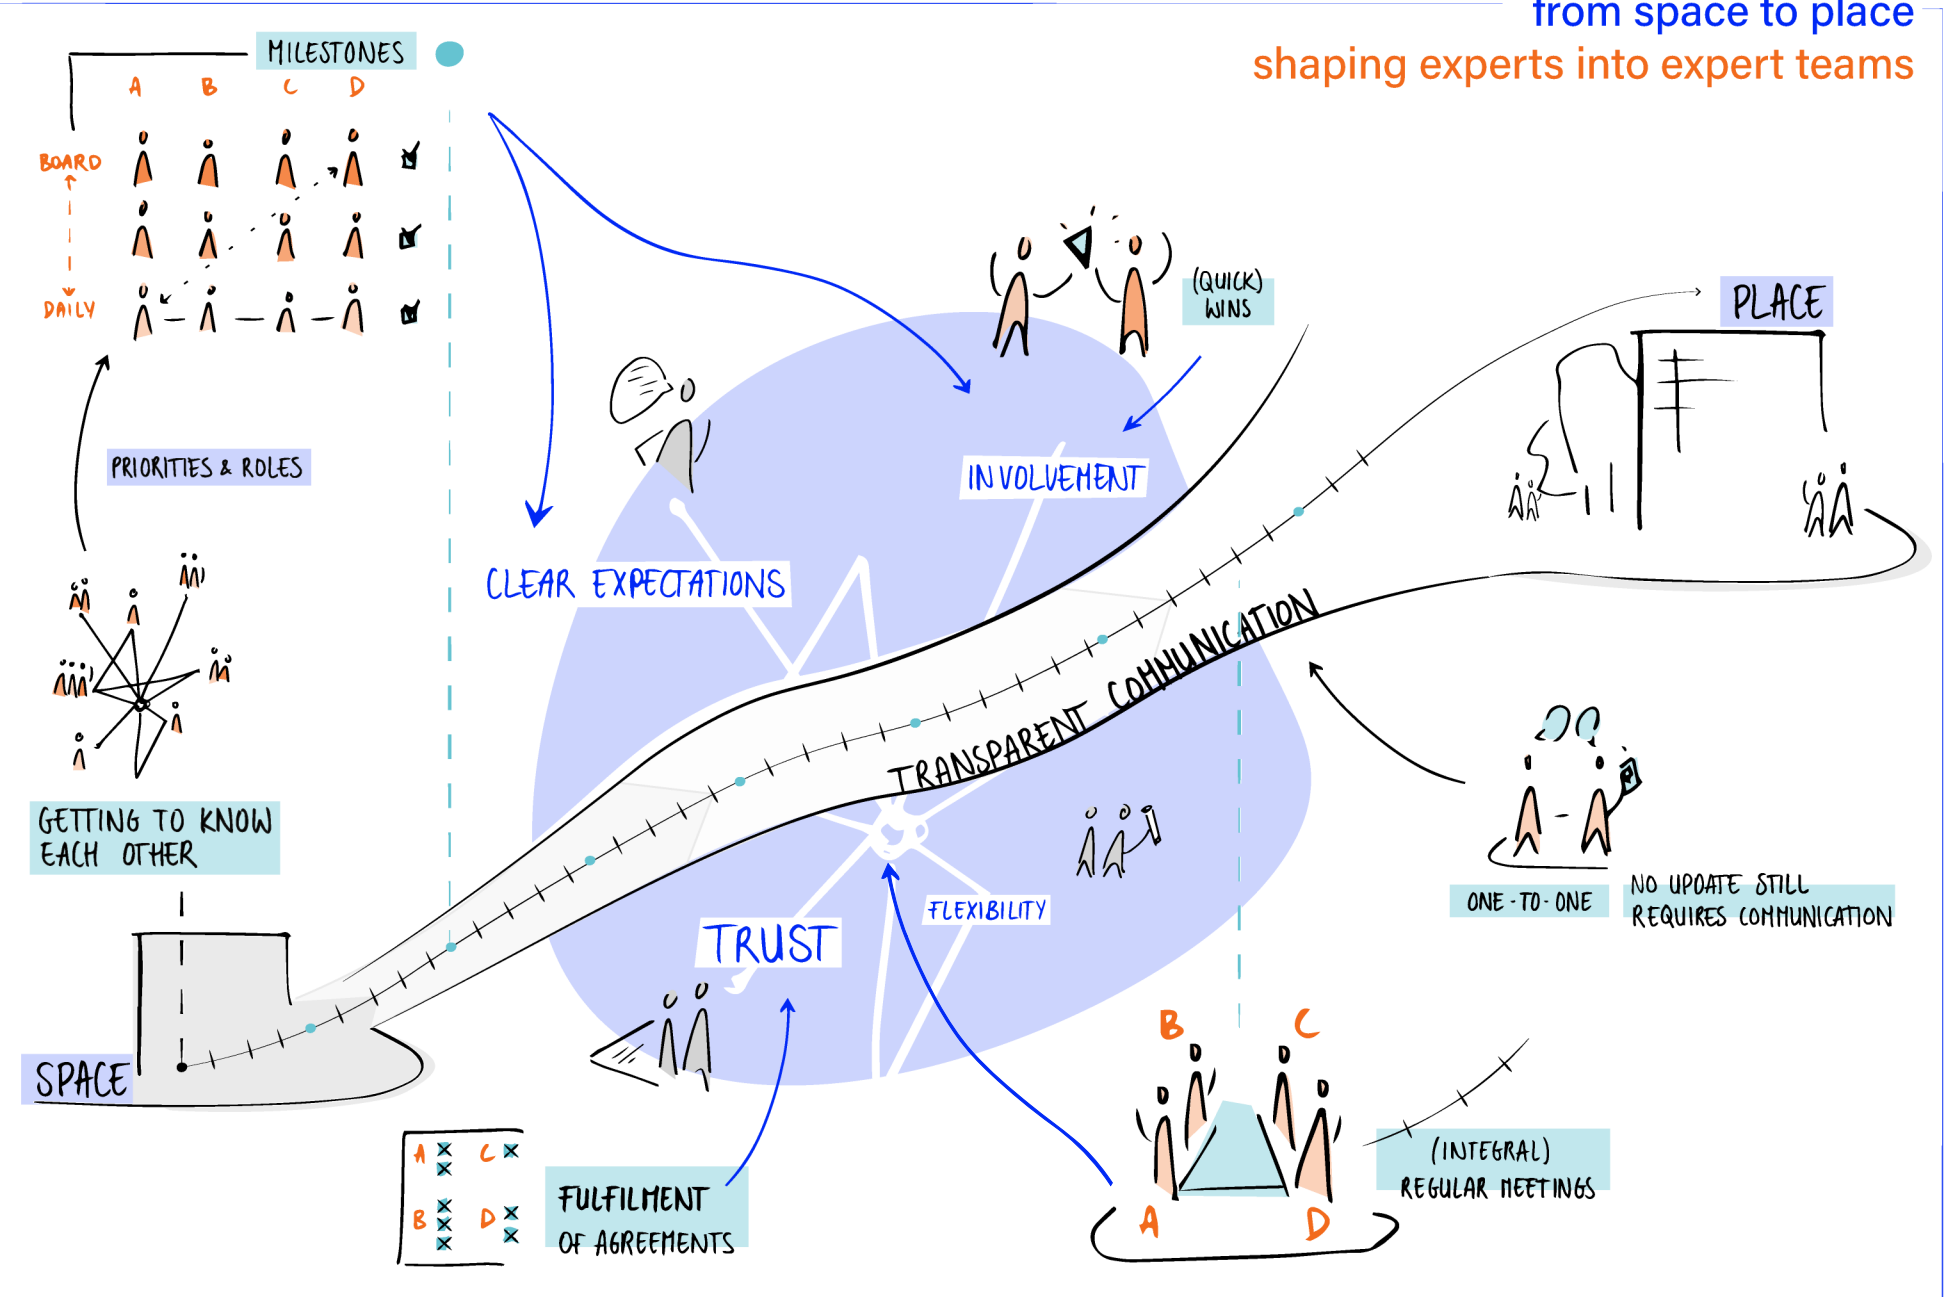 from space to place
shaping experts into expert teams
MILESTONES
A B C D
BOARD
DAILY
PRIORITIES & ROLES
GETTING TO KNOW
EACH OTHER
SPACE
(QUICK)
WINS
PLACE
INVOLVEMENT
CLEAR EXPECTATIONS
TRANSPARENT COMMUNICATION
TRUST
FLEXIBILITY
ONE-TO-ONE
NO UPDATE STILL
REQUIRES COMMUNICATION
A C
B D
FULFILMENT
OF AGREEMENTS
B C
A D
(INTEGRAL)
REGULAR MEETINGS